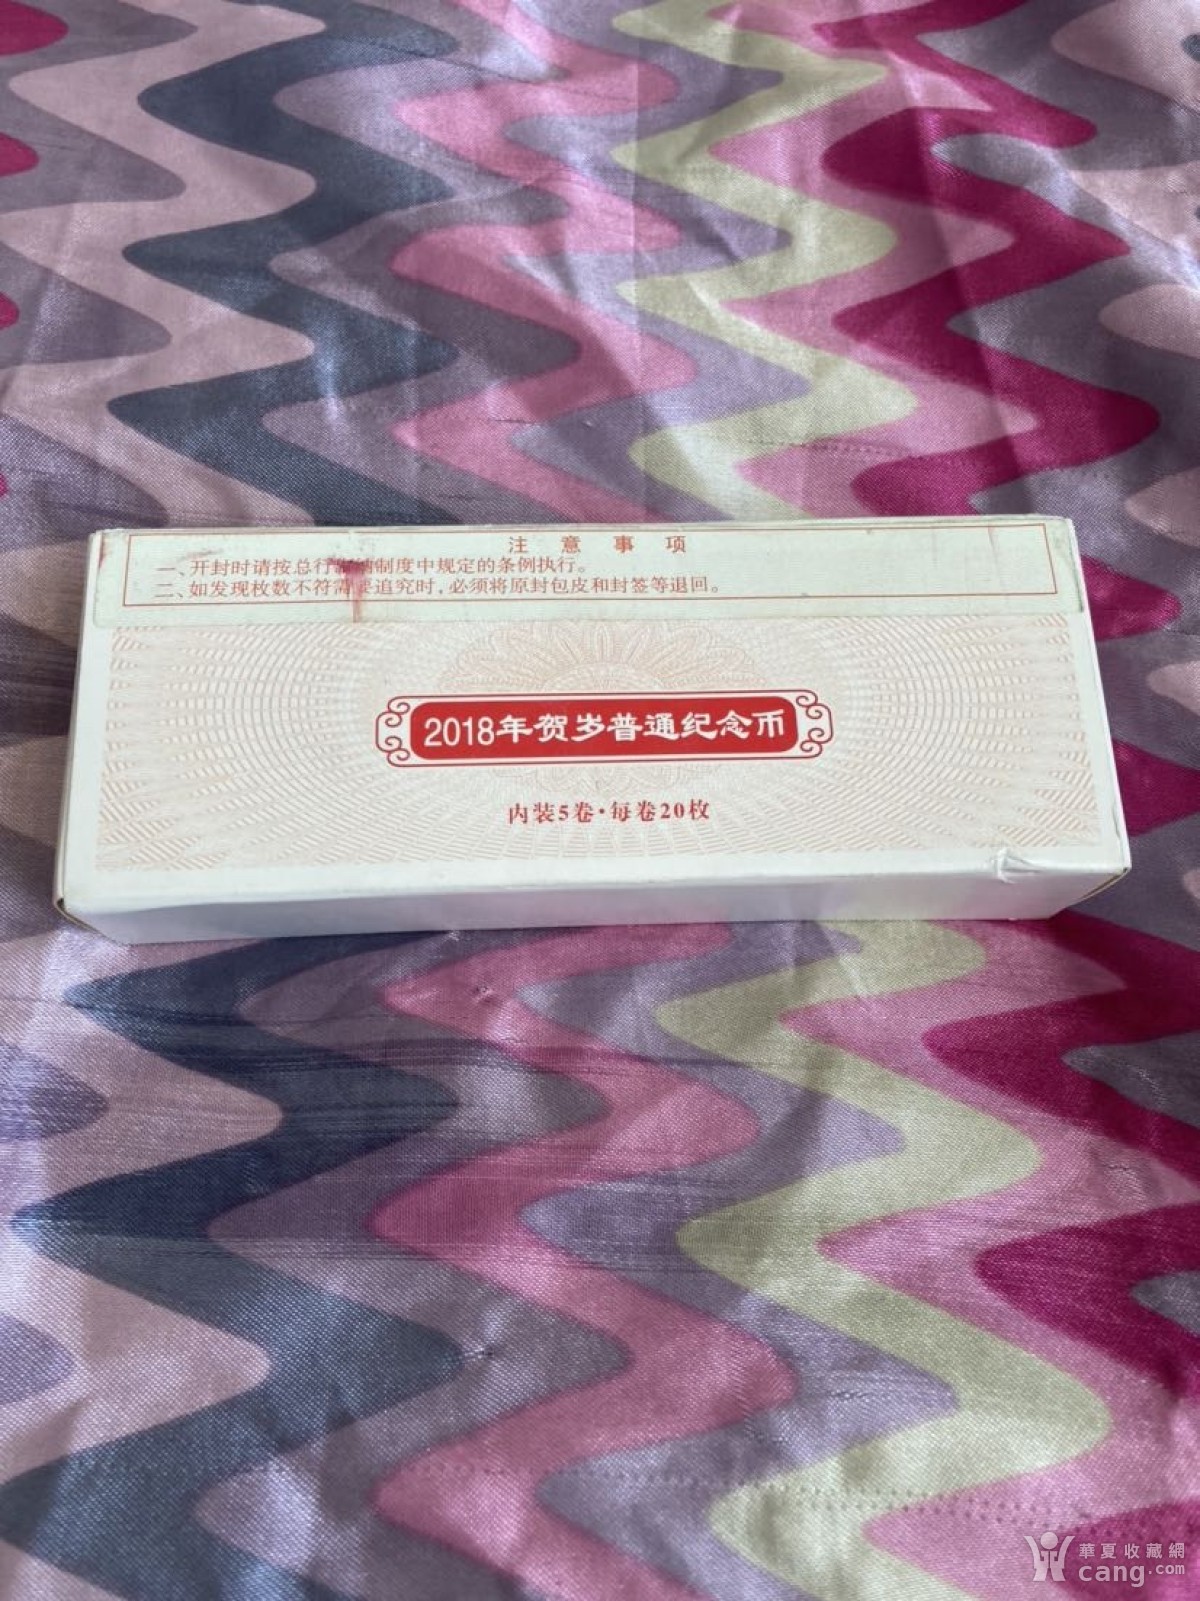 注意事项
一、开封时请按总行制度中规定的条例执行。
二、如发现枚数不符需追究时,必须将原封包皮和封签等退回。
2018年贺岁普通纪念币
内装5卷·每卷20枚
華夏收藏網
cang.com